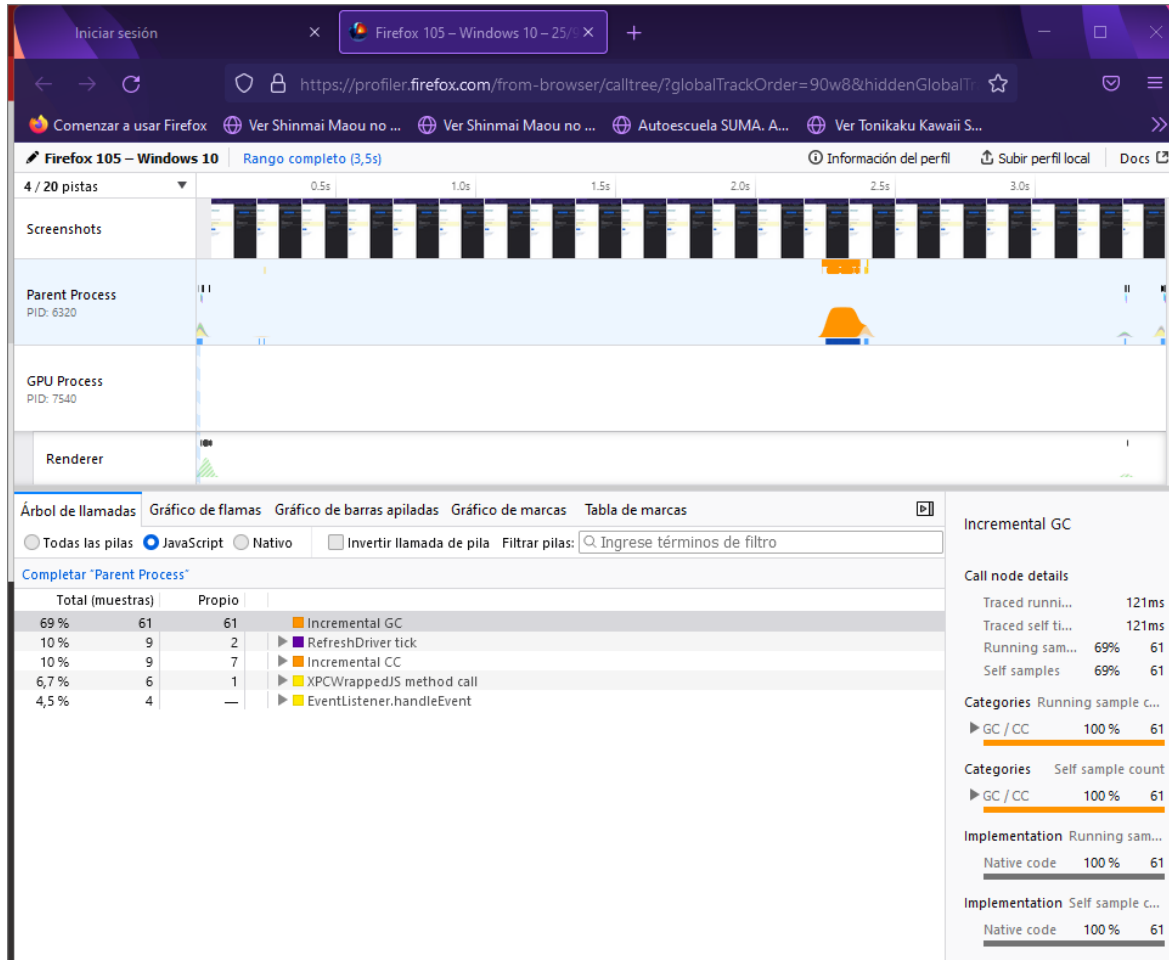 Iniciar sesión
Firefox 105 – Windows 10 – 25/9
https://profiler.firefox.com/from-browser/calltree/?globalTrackOrder=90w8&hiddenGlobalTr
Comenzar a usar Firefox Ver Shinmai Maou no ... Ver Shinmai Maou no ... Autoescuela SUMA. A... Ver Tonikaku Kawaii S...
Firefox 105 – Windows 10 Rango completo (3,5s) Información del perfil Subir perfil local Docs
4 / 20 pistas 0.5s 1.0s 1.5s 2.0s 2.5s 3.0s
Screenshots
Parent Process
PID: 6320
GPU Process
PID: 7540
Renderer
Árbol de llamadas Gráfico de flamas Gráfico de barras apiladas Gráfico de marcas Tabla de marcas
Todas las pilas JavaScript Nativo Invertir llamada de pila Filtrar pilas: Ingrese términos de filtro
Completar "Parent Process"
Total (muestras) Propio
69 % 61 61 Incremental GC
10 % 9 2 RefreshDriver tick
10 % 9 7 Incremental CC
6,7 % 6 1 XPCWrappedJS method call
4,5 % 4 — EventListener.handleEvent
Incremental GC
Call node details
Traced runni... 121ms
Traced self ti... 121ms
Running sam... 69% 61
Self samples 69% 61
Categories Running sample c...
GC / CC 100 % 61
Categories Self sample count
GC / CC 100 % 61
Implementation Running sam...
Native code 100 % 61
Implementation Self sample c...
Native code 100 % 61